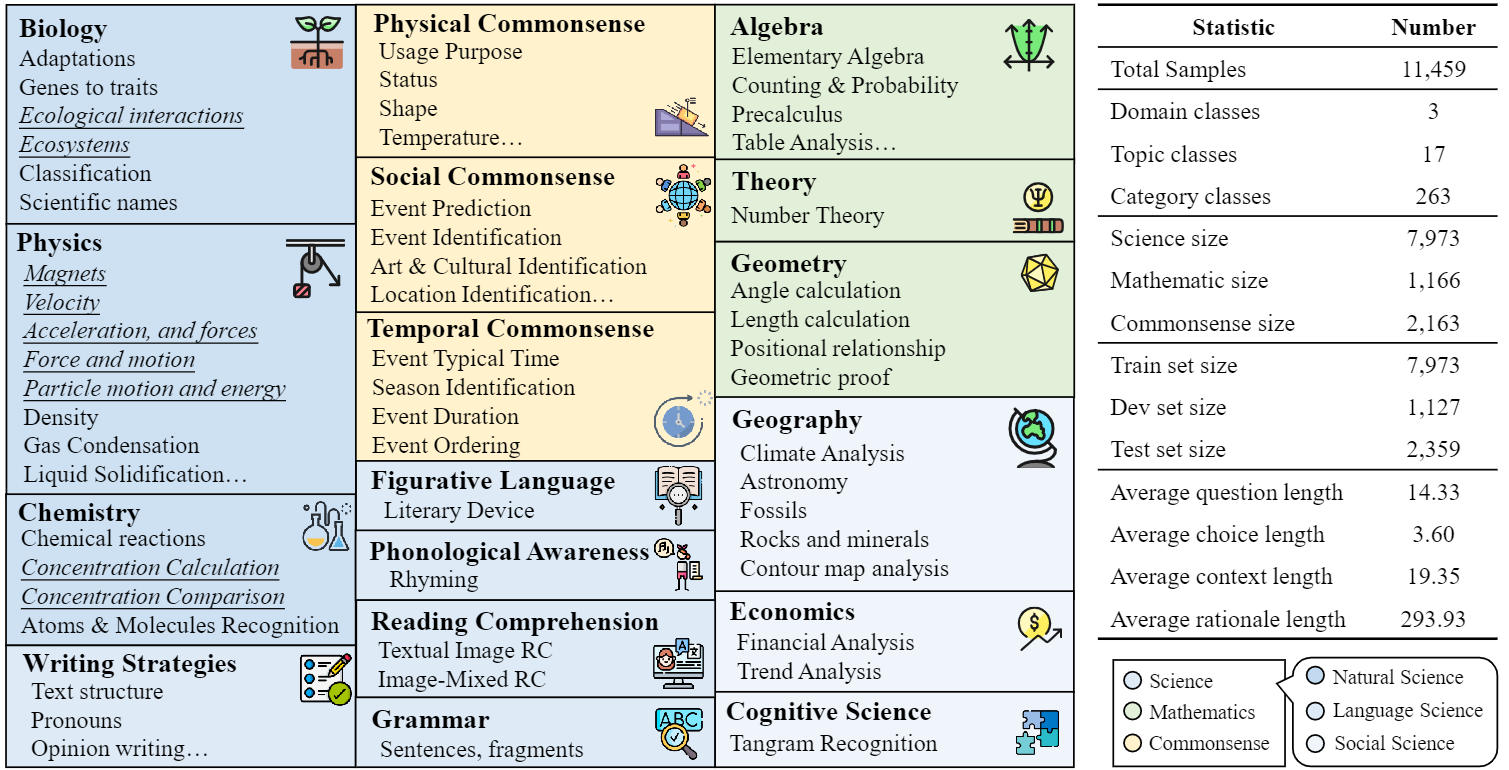 Biology
Adaptations
Genes to traits
Ecological interactions
Ecosystems
Classification
Scientific names
Physics
Magnets
Velocity
Acceleration, and forces
Force and motion
Particle motion and energy
Density
Gas Condensation
Liquid Solidification…
Chemistry
Chemical reactions
Concentration Calculation
Concentration Comparison
Atoms & Molecules Recognition
Writing Strategies
Text structure
Pronouns
Opinion writing…
Physical Commonsense
Usage Purpose
Status
Shape
Temperature…
Social Commonsense
Event Prediction
Event Identification
Art & Cultural Identification
Location Identification…
Temporal Commonsense
Event Typical Time
Season Identification
Event Duration
Event Ordering
Figurative Language
Literary Device
Phonological Awareness
Rhyming
Reading Comprehension
Textual Image RC
Image-Mixed RC
A
Grammar
Sentences, fragments
ABC
Algebra
Elementary Algebra
Counting & Probability
Precalculus
Table Analysis…
Theory
Number Theory
Ψ
Geometry
Angle calculation
Length calculation
Positional relationship
Geometric proof
Geography
Climate Analysis
Astronomy
Fossils
Rocks and minerals
Contour map analysis
Economics
Financial Analysis
Trend Analysis
$
Cognitive Science
Tangram Recognition
Statistic Number
Total Samples 11,459
Domain classes 3
Topic classes 17
Category classes 263
Science size 7,973
Mathematic size 1,166
Commonsense size 2,163
Train set size 7,973
Dev set size 1,127
Test set size 2,359
Average question length 14.33
Average choice length 3.60
Average context length 19.35
Average rationale length 293.93
Science
Mathematics
Commonsense
Natural Science
Language Science
Social Science